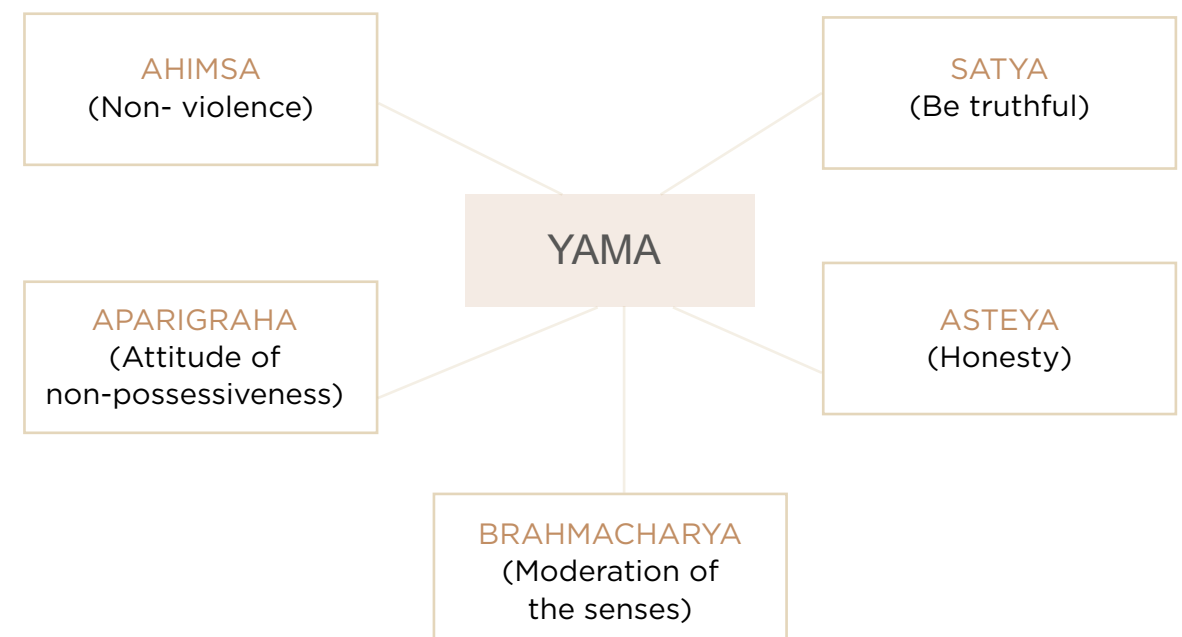 AHIMSA
(Non- violence)
SATYA
(Be truthful)
YAMA
APARIGRAHA
(Attitude of
non-possessiveness)
ASTEYA
(Honesty)
BRAHMACHARYA
(Moderation of
the senses)